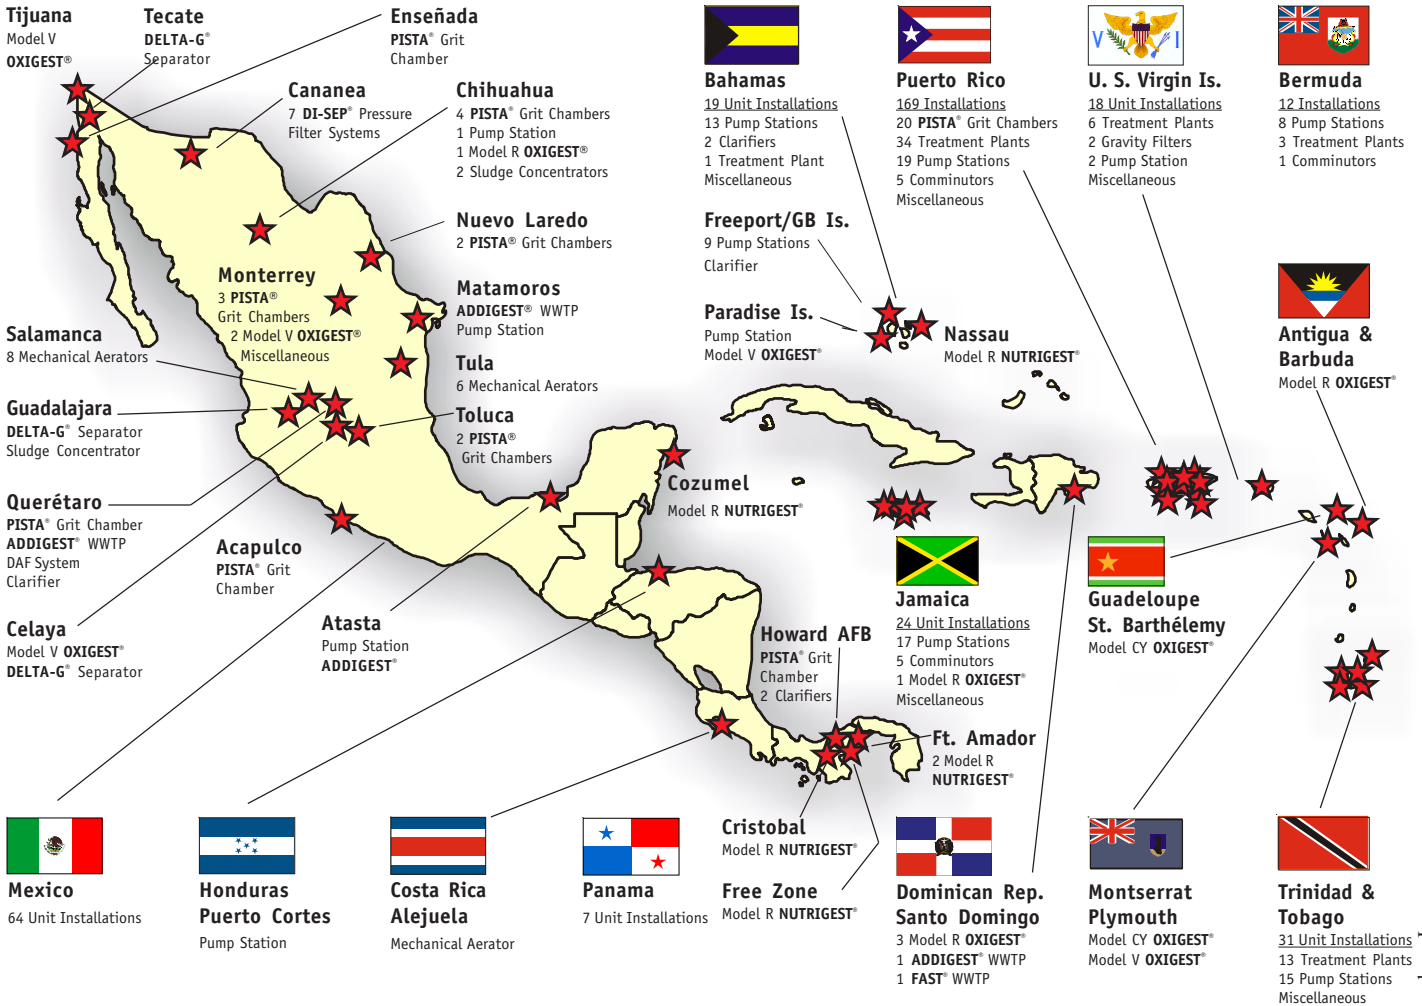 Tijuana
Model V
OXIGEST®
Tecate
DELTA-G®
Separator
Enseñada
PISTA® Grit
Chamber
Cananea
7 DI-SEP® Pressure
Filter Systems
Chihuahua
4 PISTA® Grit Chambers
1 Pump Station
1 Model R OXIGEST®
2 Sludge Concentrators
Nuevo Laredo
2 PISTA® Grit Chambers
Monterrey
3 PISTA®
Grit Chambers
2 Model V OXIGEST®
Miscellaneous
Matamoros
ADDIGEST® WWTP
Pump Station
Tula
6 Mechanical Aerators
Toluca
2 PISTA®
Grit Chambers
Salamanca
8 Mechanical Aerators
Guadalajara
DELTA-G® Separator
Sludge Concentrator
Querétaro
PISTA® Grit Chamber
ADDIGEST® WWTP
DAF System
Clarifier
Celaya
Model V OXIGEST®
DELTA-G® Separator
Acapulco
PISTA® Grit
Chamber
Atasta
Pump Station
ADDIGEST®
Cozumel
Model R NUTRIGEST®
Bahamas
19 Unit Installations
13 Pump Stations
2 Clarifiers
1 Treatment Plant
Miscellaneous
Freeport/GB Is.
9 Pump Stations
Clarifier
Paradise Is.
Pump Station
Model V OXIGEST®
Nassau
Model R NUTRIGEST®
Puerto Rico
169 Installations
20 PISTA® Grit Chambers
34 Treatment Plants
19 Pump Stations
5 Comminutors
Miscellaneous
V I
U. S. Virgin Is.
18 Unit Installations
6 Treatment Plants
2 Gravity Filters
2 Pump Station
Miscellaneous
Bermuda
12 Installations
8 Pump Stations
3 Treatment Plants
1 Comminutors
Antigua &
Barbuda
Model R OXIGEST®
Jamaica
24 Unit Installations
17 Pump Stations
5 Comminutors
1 Model R OXIGEST®
Miscellaneous
Guadeloupe
St. Barthélemy
Model CY OXIGEST®
Howard AFB
PISTA® Grit
Chamber
2 Clarifiers
Ft. Amador
2 Model R
NUTRIGEST®
Cristobal
Model R NUTRIGEST®
Free Zone
Model R NUTRIGEST®
Mexico
64 Unit Installations
Honduras
Puerto Cortes
Pump Station
Costa Rica
Alejuela
Mechanical Aerator
Panama
7 Unit Installations
Dominican Rep.
Santo Domingo
3 Model R OXIGEST®
1 ADDIGEST® WWTP
1 FAST® WWTP
Montserrat
Plymouth
Model CY OXIGEST®
Model V OXIGEST®
Trinidad &
Tobago
31 Unit Installations
13 Treatment Plants
15 Pump Stations
Miscellaneous